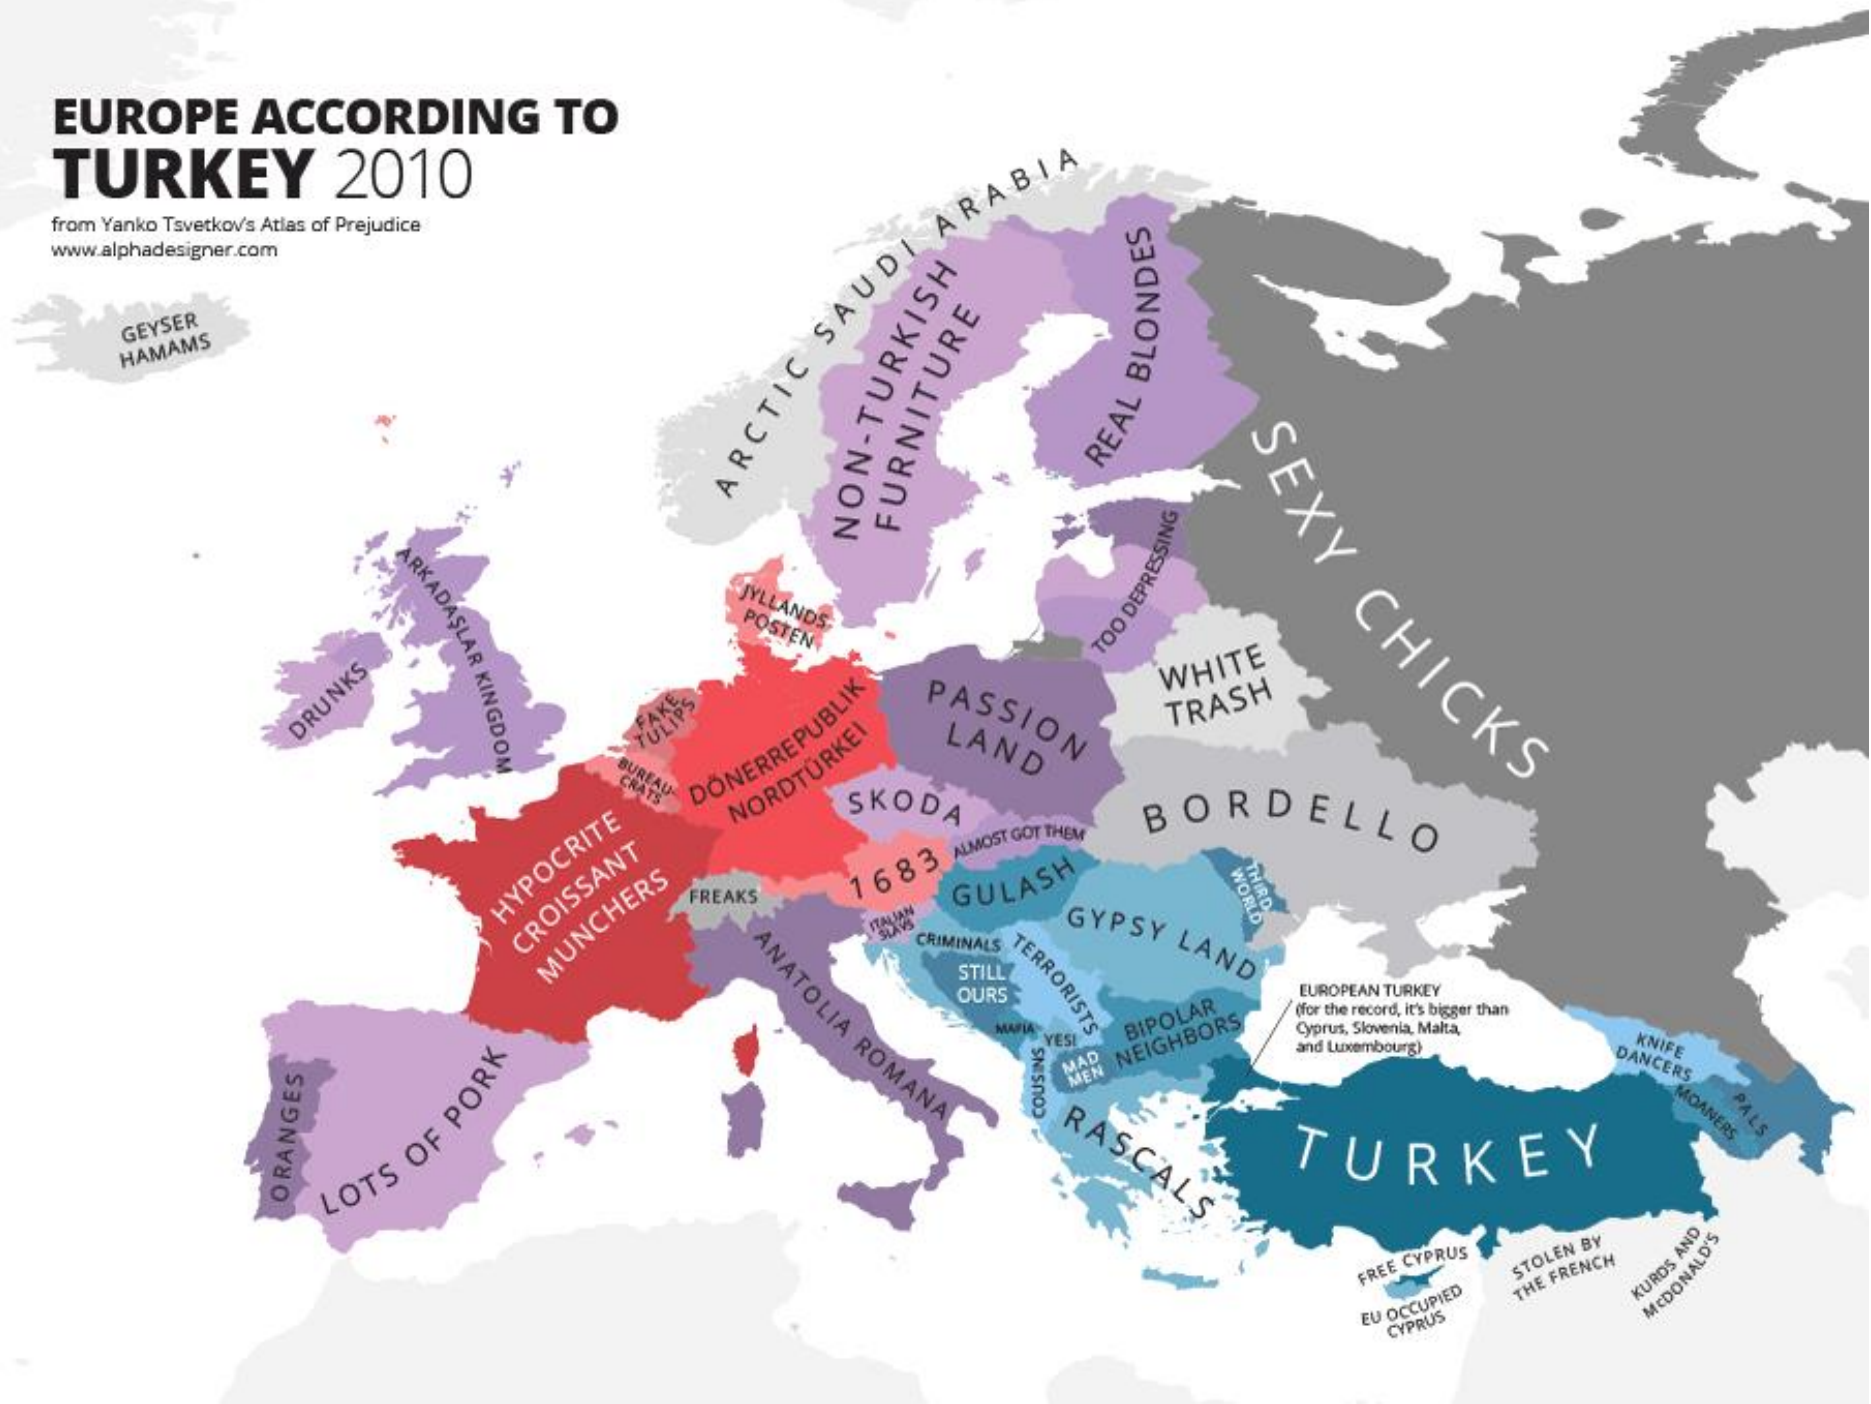 EUROPE ACCORDING TO
TURKEY 2010
from Yanko Tsvetkov's Atlas of Prejudice
www.alphadesigner.com
GEYSER
HAMAMS
ARCTIC SAUDI ARABIA
NON-TURKISH
FURNITURE
REAL BLONDES
SEXY CHICKS
ARKADAŞLAR KINGDOM
DRUNKS
JYLLANDS
POSTEN
TOO DEPRESSING
WHITE
TRASH
FAKE
TULIPS
BUREAU-
CRATS
DÖNERREPUBLIK
NORDTÜRKEI
PASSION
LAND
SKODA
ALMOST GOT THEM
BORDELLO
HYPOCRITE
CROISSANT
MUNCHERS
FREAKS
1683
GULASH
GYPSY LAND
THIRD
WORLD
ITALIAN
SLAVS
CRIMINALS
STILL
OURS
TERRORISTS
MAFIA
YES!
COUSINS
MAD
MEN
BIPOLAR
NEIGHBORS
EUROPEAN TURKEY
(for the record, it's bigger than
Cyprus, Slovenia, Malta,
and Luxembourg)
ANATOLIA ROMANA
ORANGES
LOTS OF PORK
RASCALS
TURKEY
KNIFE
DANCERS
MOANERS
PALS
FREE CYPRUS
EU OCCUPIED
CYPRUS
STOLEN BY
THE FRENCH
KURDS AND
McDONALD'S